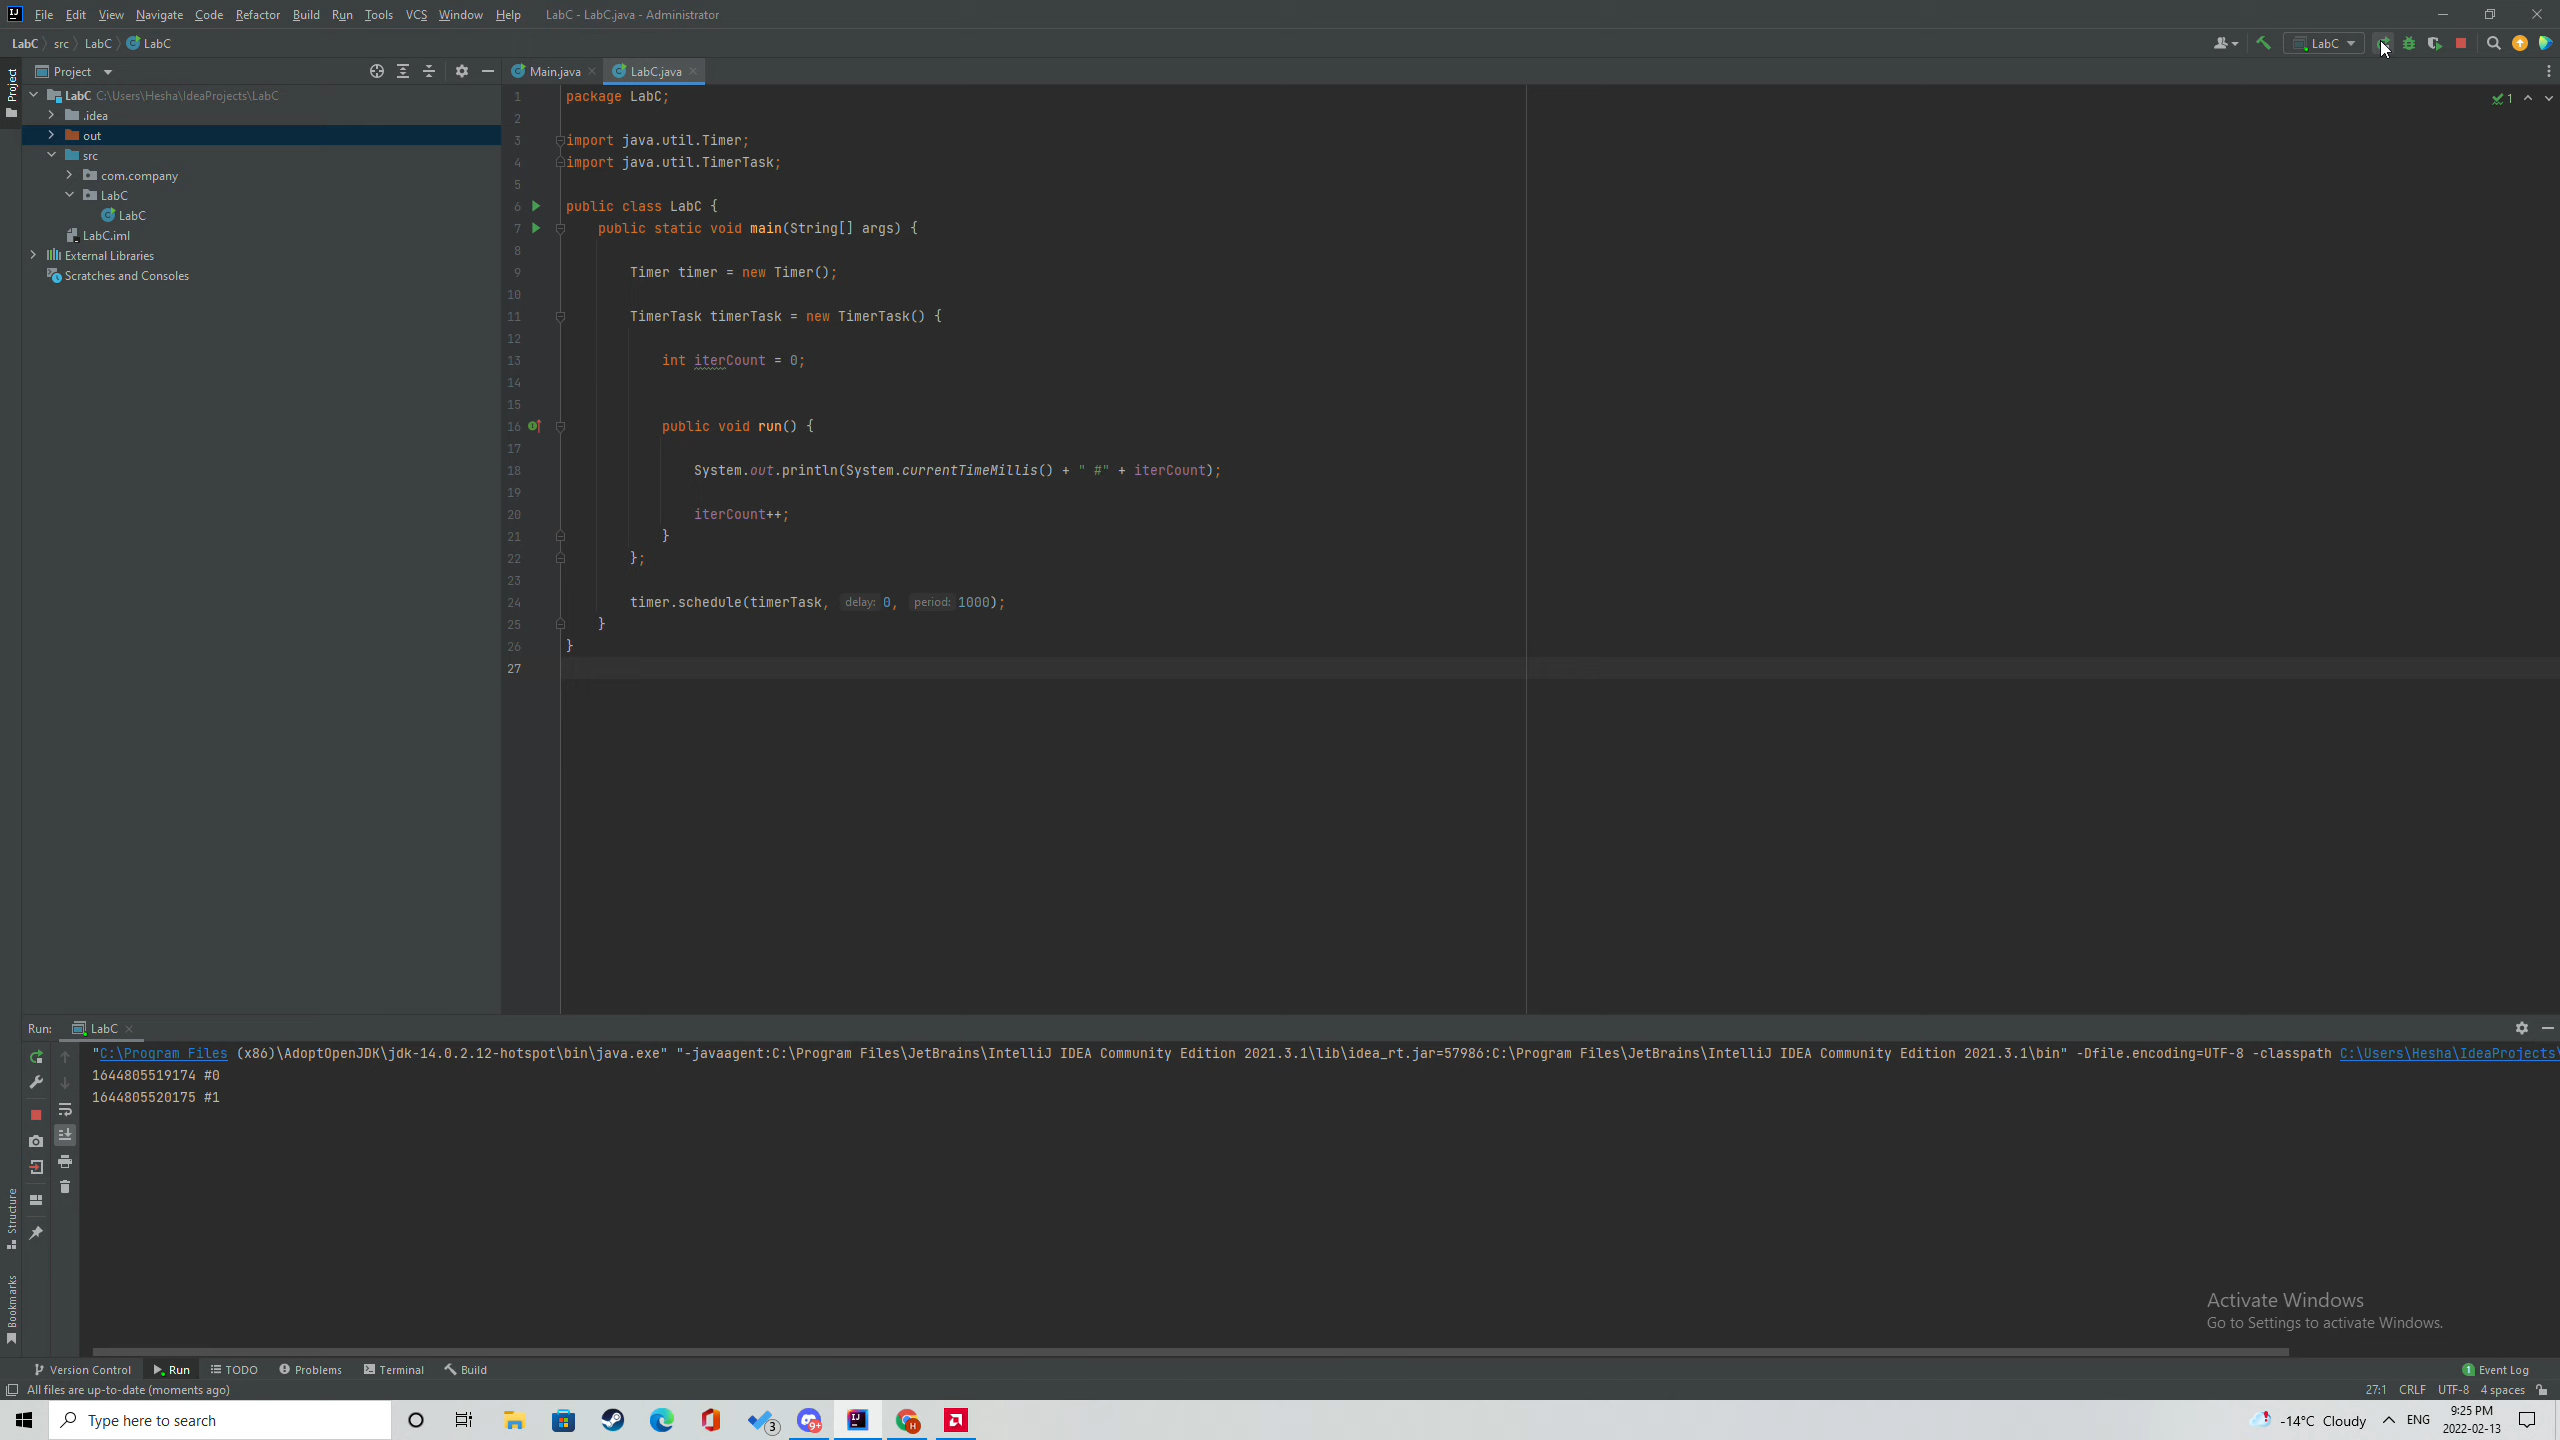 File Edit View Navigate Code Refactor Build Run Tools VCS Window Help LabC - LabC.java - Administrator
LabC src LabC LabC
LabC
Project
Main.java LabC.java
Project
LabC C:\Users\Hesha\IdeaProjects\LabC
.idea
out
src
com.company
LabC
LabC
LabC.iml
External Libraries
Scratches and Consoles
1
1 package LabC;
2
3 import java.util.Timer;
4 import java.util.TimerTask;
5
6 public class LabC {
7 public static void main(String[] args) {
8
9 Timer timer = new Timer();
10
11 TimerTask timerTask = new TimerTask() {
12
13 int iterCount = 0;
14
15
16 public void run() {
17
18 System.out.println(System.currentTimeMillis() + " #" + iterCount);
19
20 iterCount++;
21 }
22 };
23
24 timer.schedule(timerTask, delay: 0, period: 1000);
25 }
26 }
27
Run: LabC
"C:\Program Files (x86)\AdoptOpenJDK\jdk-14.0.2.12-hotspot\bin\java.exe" "-javaagent:C:\Program Files\JetBrains\IntelliJ IDEA Community Edition 2021.3.1\lib\idea_rt.jar=57986:C:\Program Files\JetBrains\IntelliJ IDEA Community Edition 2021.3.1\bin" -Dfile.encoding=UTF-8 -classpath C:\Users\Hesha\IdeaProjects\
1644805519174 #0
1644805520175 #1
Structure
Bookmarks
Activate Windows
Go to Settings to activate Windows.
Version Control Run TODO Problems Terminal Build
1 Event Log
All files are up-to-date (moments ago)
27:1 CRLF UTF-8 4 spaces
Type here to search
3
9+
H
-14°C Cloudy ENG
9:25 PM
2022-02-13